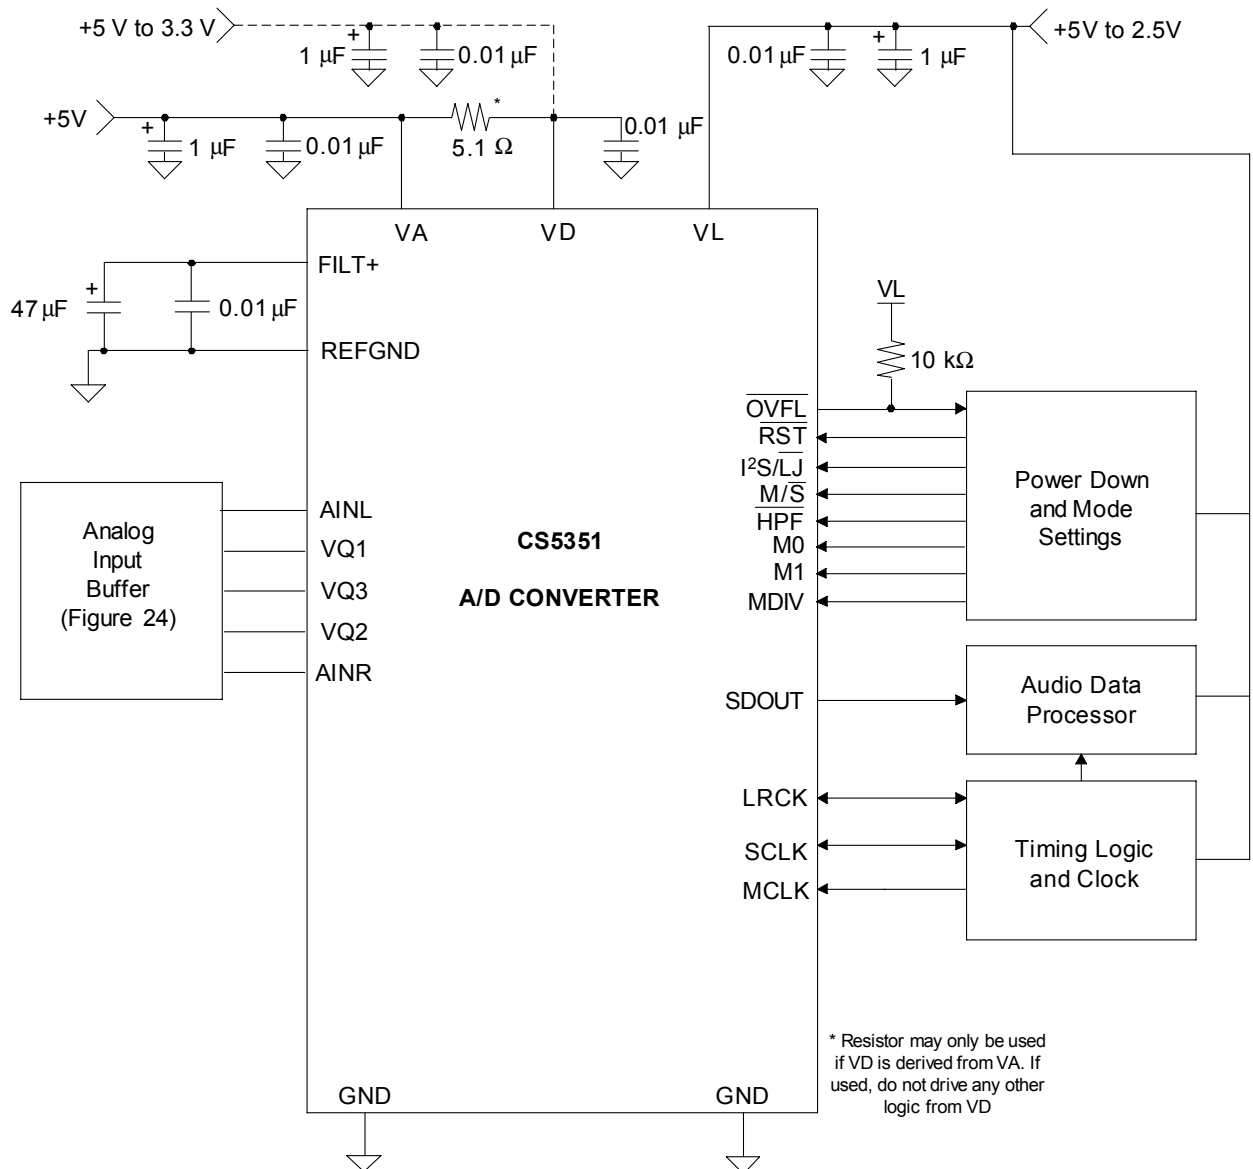 +5 V to 3.3 V
+
1 µF
0.01 µF
0.01 µF
+
1 µF
+5V to 2.5V
+5V
+
1 µF
0.01 µF
*
5.1 Ω
0.01 µF
VA
VD
VL
FILT+
+
47 µF
0.01 µF
REFGND
VL
10 kΩ
OVFL
RST
I²S/LJ
M/S
HPF
M0
M1
MDIV
Power Down
and Mode
Settings
Analog
Input
Buffer
(Figure 24)
AINL
VQ1
VQ3
VQ2
AINR
CS5351
A/D CONVERTER
SDOUT
Audio Data
Processor
LRCK
SCLK
MCLK
Timing Logic
and Clock
* Resistor may only be used
if VD is derived from VA. If
used, do not drive any other
logic from VD
GND
GND